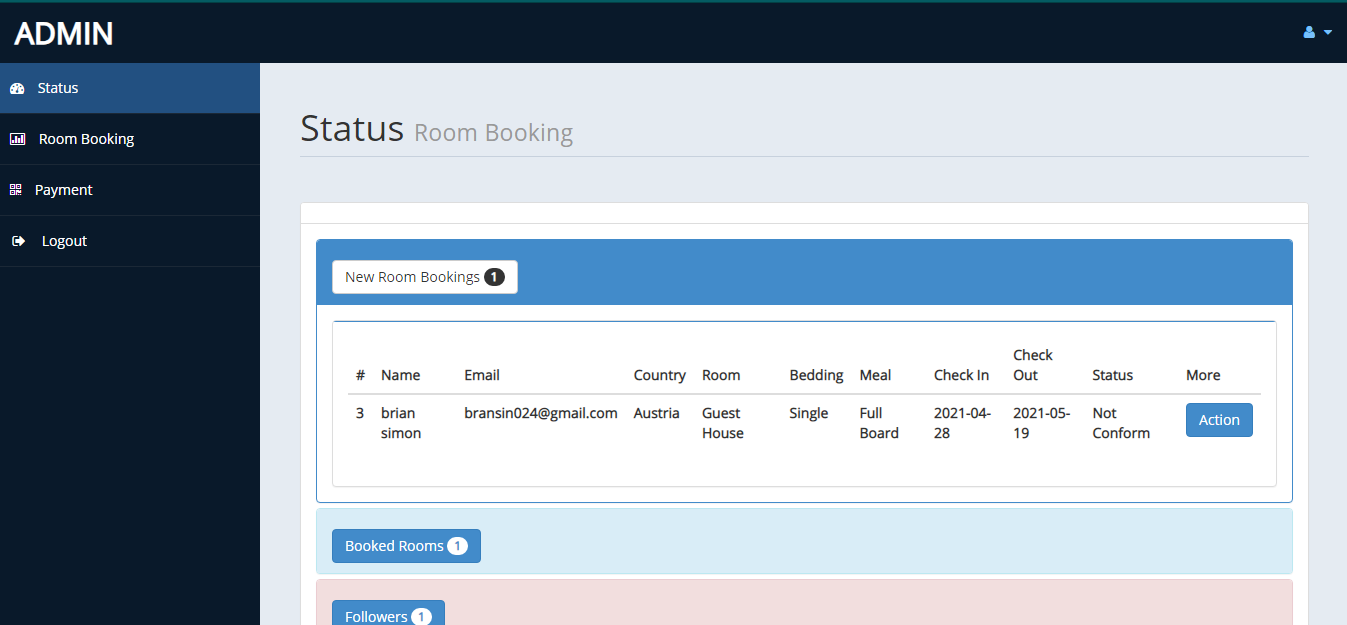 ADMIN
Status
Room Booking
Payment
Logout
Status Room Booking
New Room Bookings 1
# Name Email Country Room Bedding Meal Check In Check Out Status More
3 brian simon bransin024@gmail.com Austria Guest House Single Full Board 2021-04-28 2021-05-19 Not Conform Action
Booked Rooms 1
Followers 1